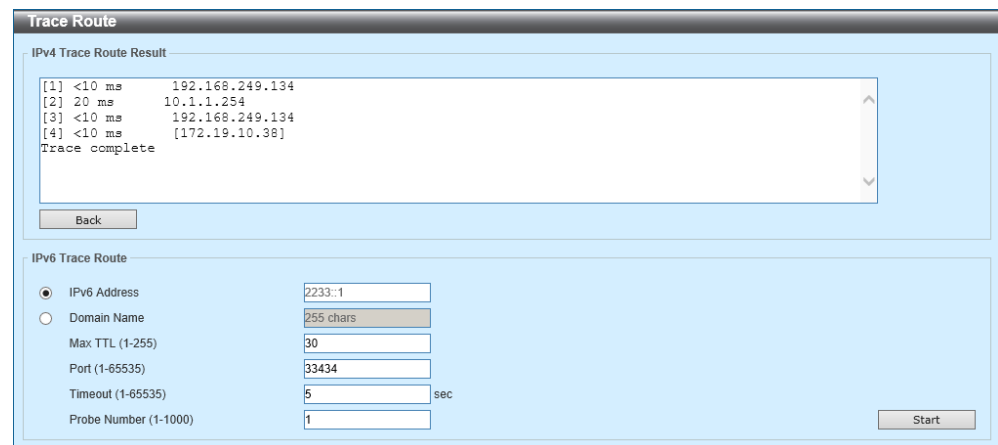 Trace Route
IPv4 Trace Route Result
[1] <10 ms 192.168.249.134
[2] 20 ms 10.1.1.254
[3] <10 ms 192.168.249.134
[4] <10 ms [172.19.10.38]
Trace complete
Back
IPv6 Trace Route
IPv6 Address 2233::1
Domain Name 255 chars
Max TTL (1-255) 30
Port (1-65535) 33434
Timeout (1-65535) 5 sec
Probe Number (1-1000) 1 Start